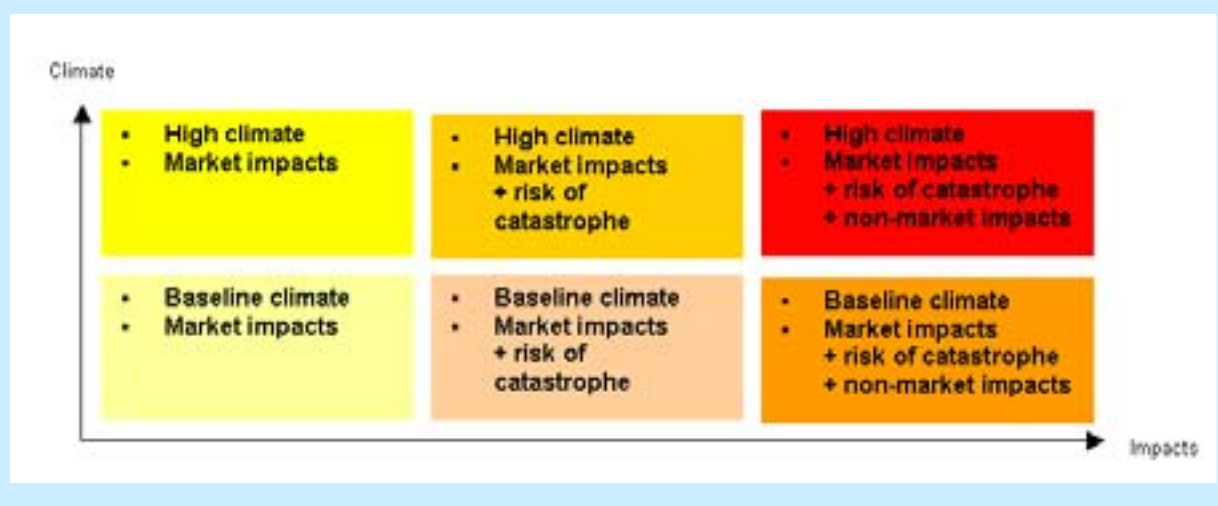 Climate
• High climate
• Market impacts
• High climate
• Market impacts
+ risk of
catastrophe
• High climate
• Market impacts
+ risk of catastrophe
+ non-market impacts
• Baseline climate
• Market impacts
• Baseline climate
• Market impacts
+ risk of
catastrophe
• Baseline climate
• Market impacts
+ risk of catastrophe
+ non-market impacts
Impacts